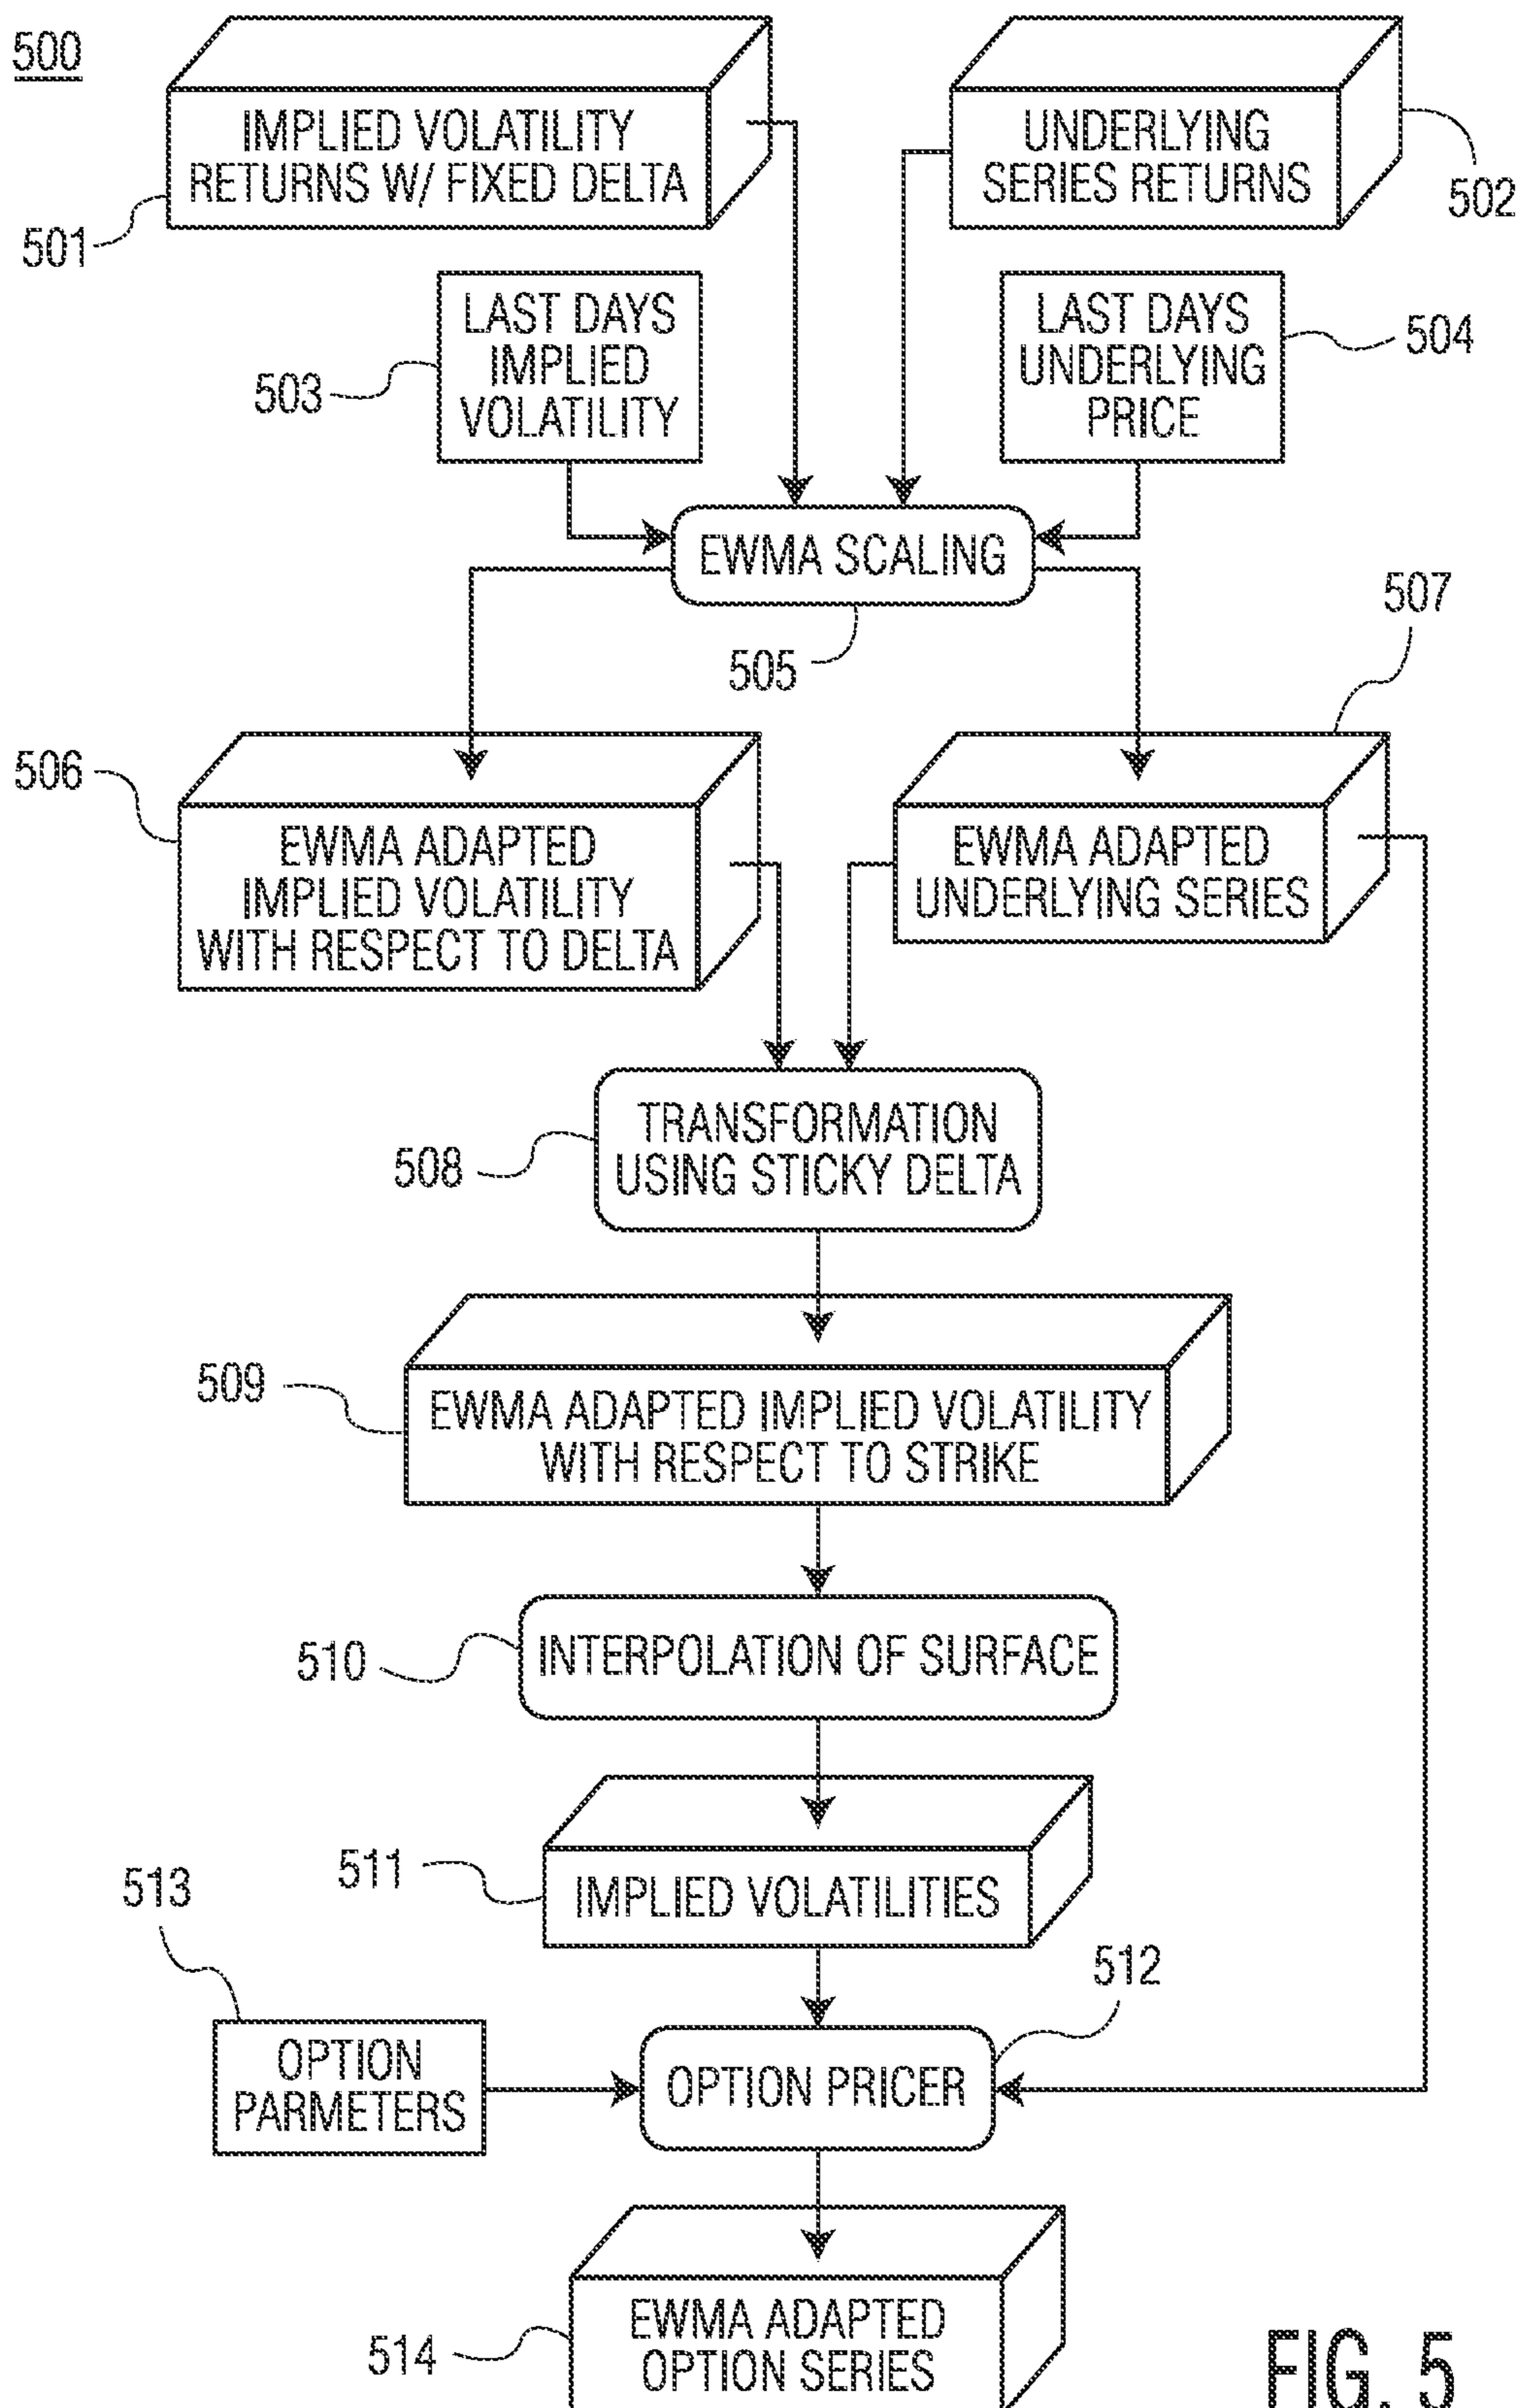 500
IMPLIED VOLATILITY
RETURNS W/ FIXED DELTA
501
UNDERLYING
SERIES RETURNS
502
LAST DAYS
IMPLIED
VOLATILITY
503
LAST DAYS
UNDERLYING
PRICE
504
EWMA SCALING
505
507
506
EWMA ADAPTED
IMPLIED VOLATILITY
WITH RESPECT TO DELTA
EWMA ADAPTED
UNDERLYING SERIES
TRANSFORMATION
USING STICKY DELTA
508
509
EWMA ADAPTED IMPLIED VOLATILITY
WITH RESPECT TO STRIKE
510
INTERPOLATION OF SURFACE
511
IMPLIED VOLATILITIES
513
512
OPTION
PARMETERS
OPTION PRICER
514
EWMA ADAPTED
OPTION SERIES
FIG. 5